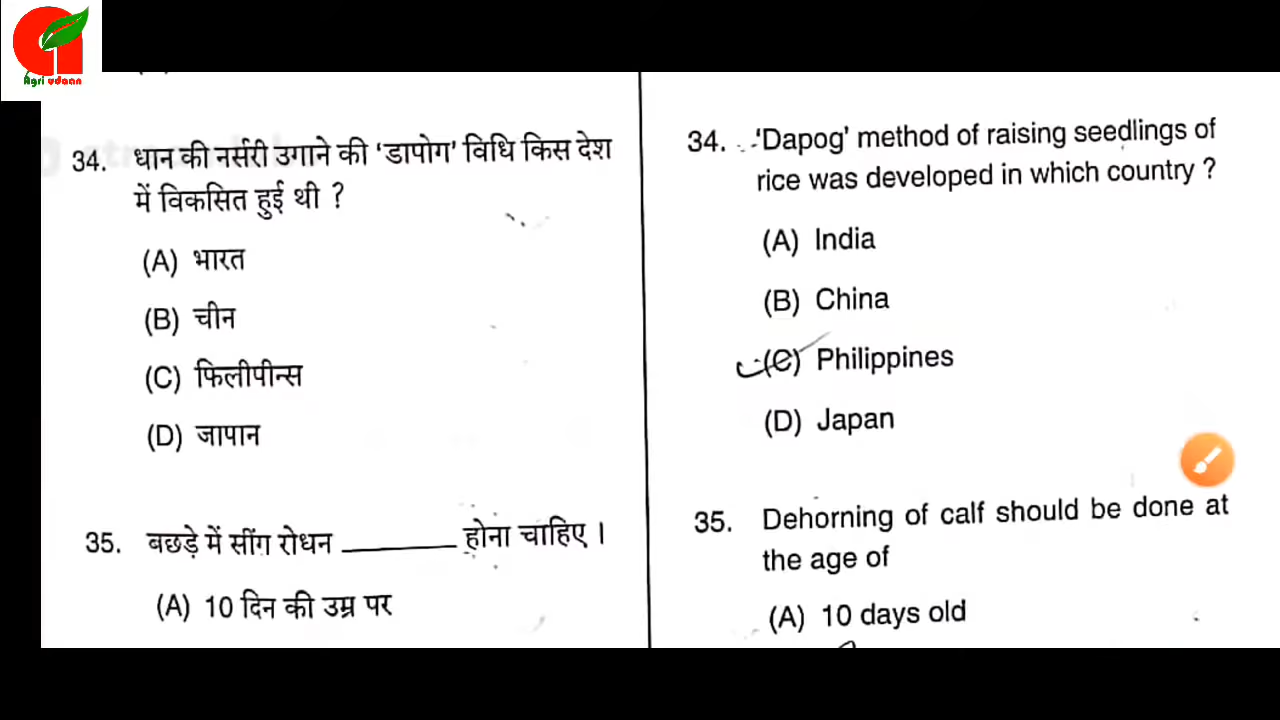 Agri udaan
34. धान की नर्सरी उगाने की 'डापोग' विधि किस देश
में विकसित हुई थी ?
(A) भारत
(B) चीन
(C) फिलीपीन्स
(D) जापान
35. बछड़े में सींग रोधन ________ होना चाहिए ।
(A) 10 दिन की उम्र पर
34. 'Dapog' method of raising seedlings of
rice was developed in which country ?
(A) India
(B) China
(C) Philippines
(D) Japan
35. Dehorning of calf should be done at
the age of
(A) 10 days old